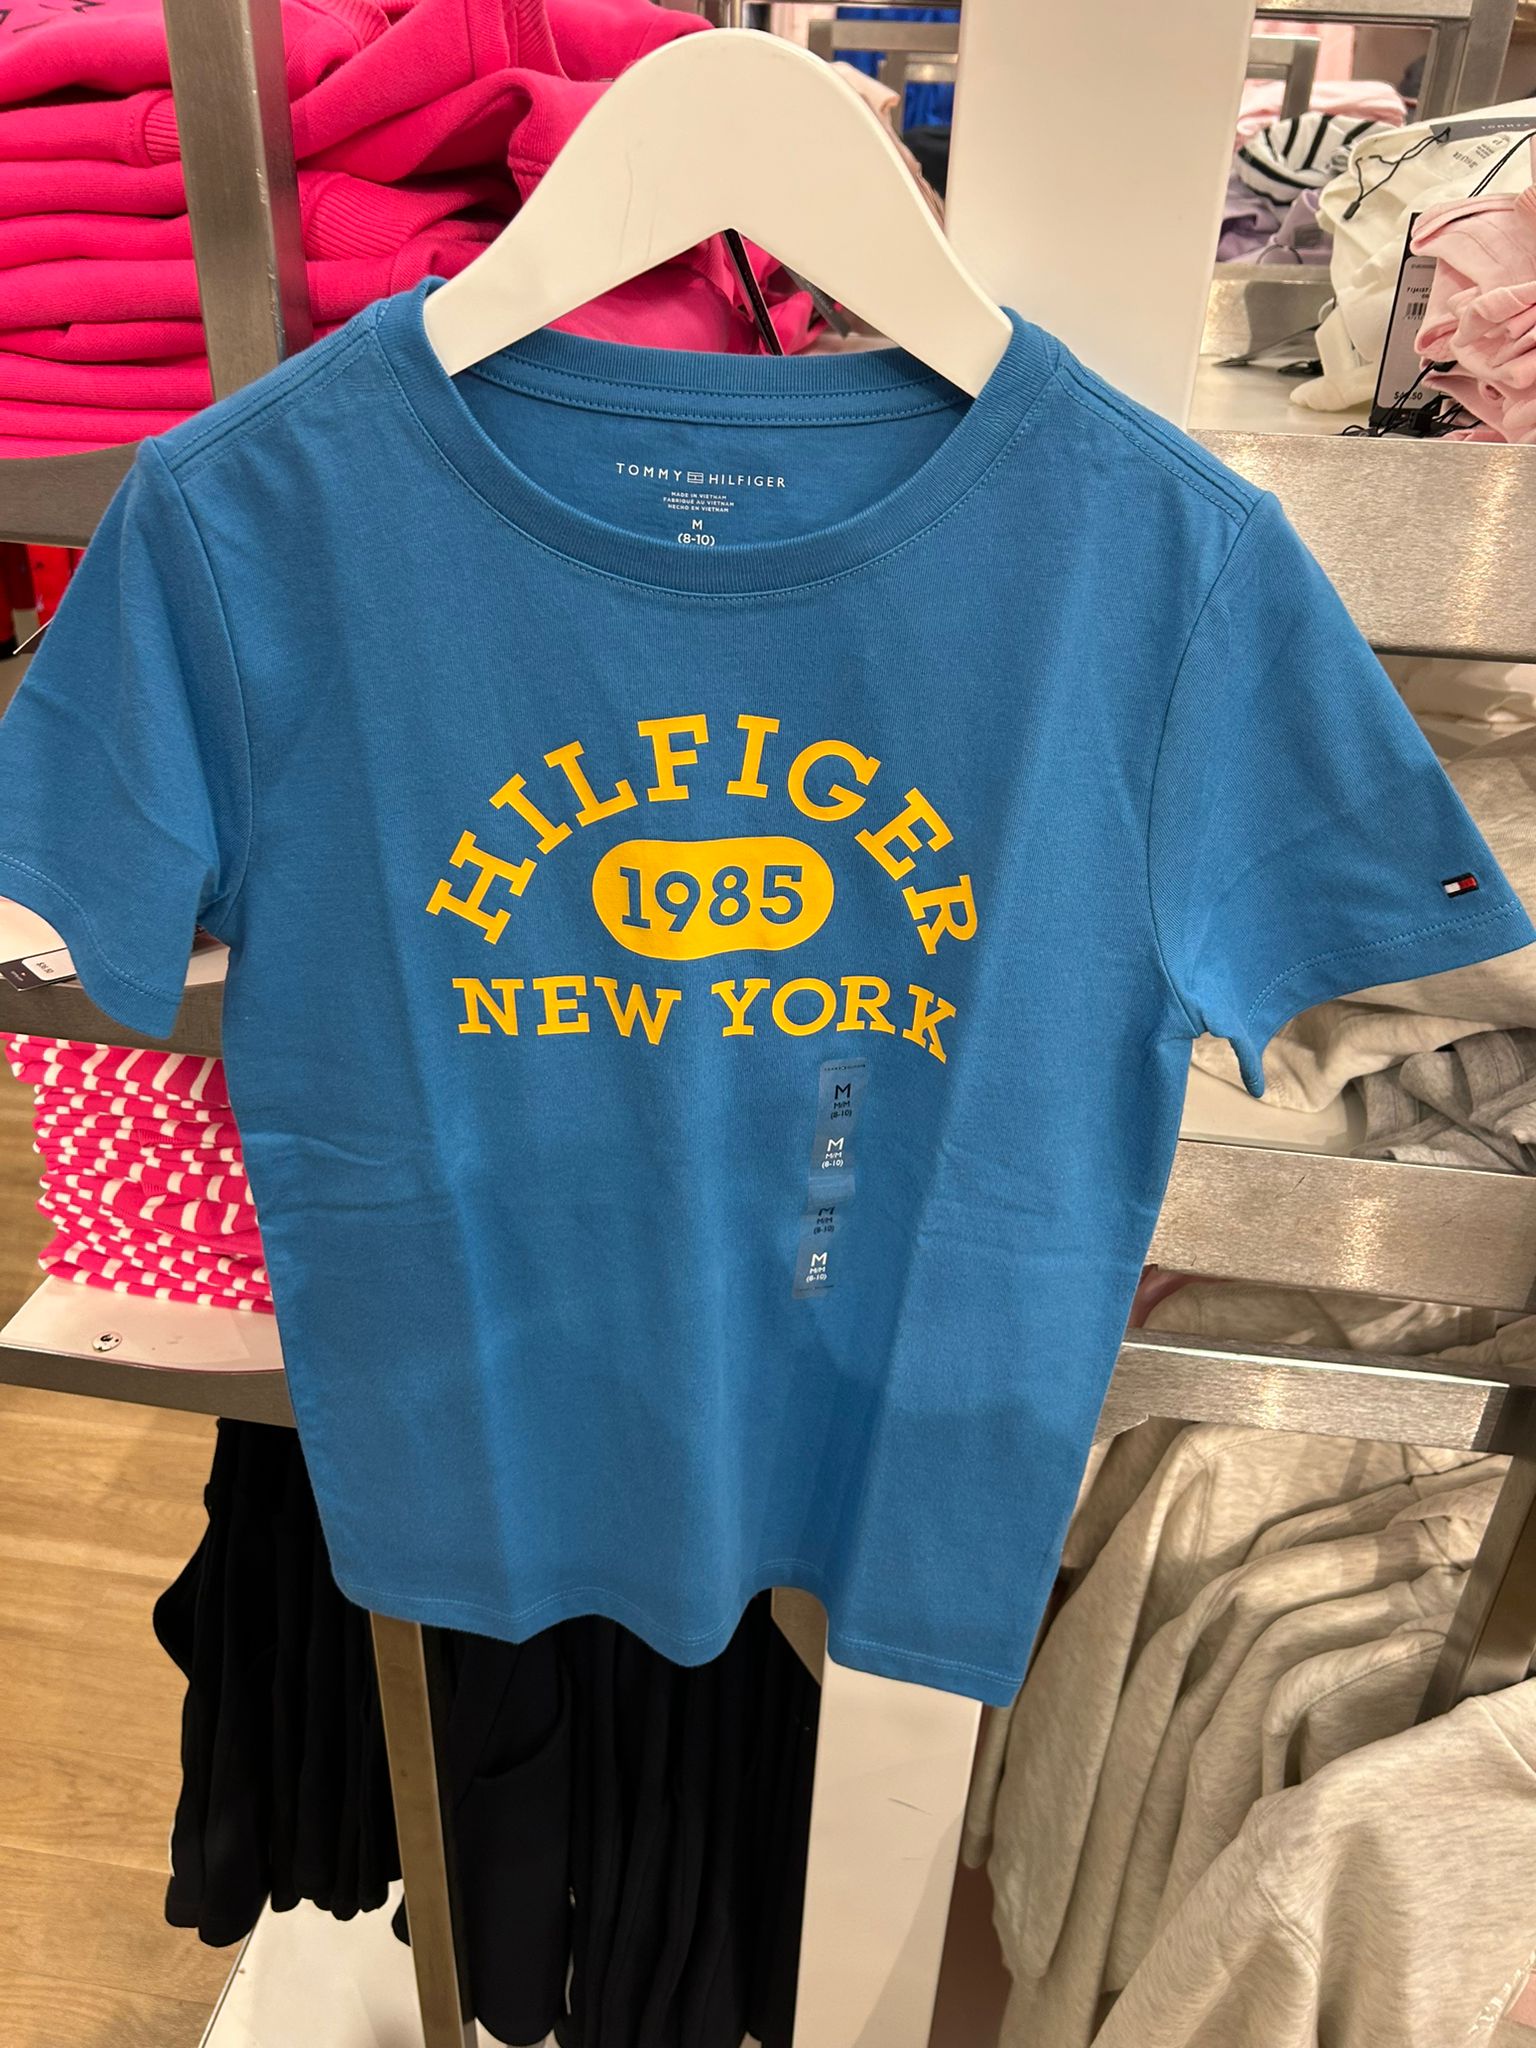 TOMMY HILFIGER
MADE IN VIETNAM
FABRIQUÉ AU VIETNAM
HECHO EN VIETNAM
M
(8-10)
HILFIGER
1985
NEW YORK
M
M/M
(8-10)
M
M/M
(8-10)
M
M/M
(8-10)
M
M/M
(8-10)